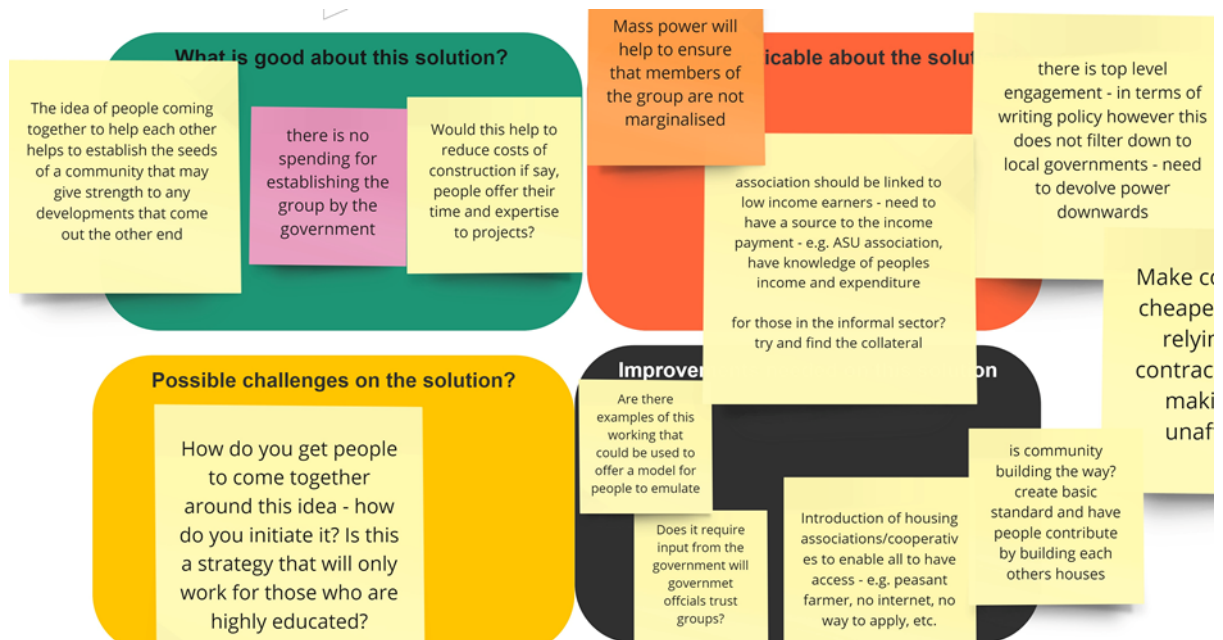 What is good about this solution?
The idea of people coming
together to help each other
helps to establish the seeds
of a community that may
give strength to any
developments that come
out the other end
there is no
spending for
establishing the
group by the
government
Would this help to
reduce costs of
construction if say,
people offer their
time and expertise
to projects?
Mass power will
help to ensure
that members of
the group are not
marginalised
icable about the solut
association should be linked to
low income earners - need to
have a source to the income
payment - e.g. ASU association,
have knowledge of peoples
income and expenditure
for those in the informal sector?
try and find the collateral
there is top level
engagement - in terms of
writing policy however this
does not filter down to
local governments - need
to devolve power
downwards
Make co
cheape
relyin
contrac
maki
unaf
Possible challenges on the solution?
How do you get people
to come together
around this idea - how
do you initiate it? Is this
a strategy that will only
work for those who are
highly educated?
Improve
on
Are there
examples of this
working that
could be used to
offer a model for
people to emulate
Does it require
input from the
government will
governmet
offcials trust
groups?
Introduction of housing
associations/cooperativ
es to enable all to have
access - e.g. peasant
farmer, no internet, no
way to apply, etc.
is community
building the way?
create basic
standard and have
people contribute
by building each
others houses